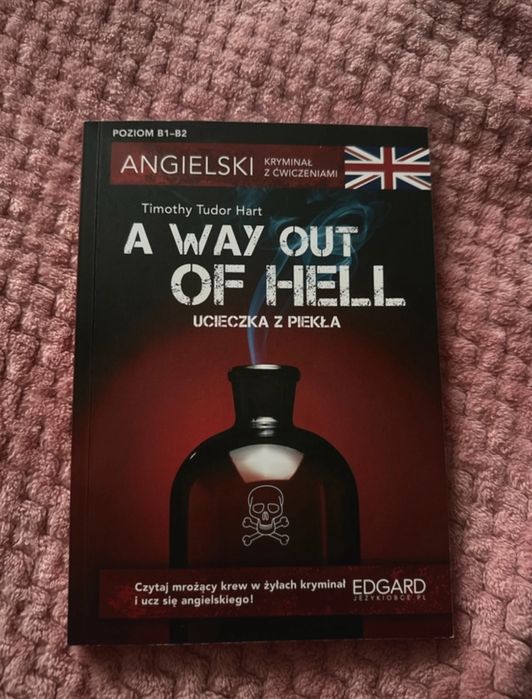 POZIOM B1–B2
ANGIELSKI
KRYMINAŁ
Z ĆWICZENIAMI
Timothy Tudor Hart
A WAY OUT
OF HELL
UCIECZKA Z PIEKŁA
Czytaj mrożący krew w żyłach kryminał
i ucz się angielskiego!
EDGARD
JEZYKIOBCE.PL